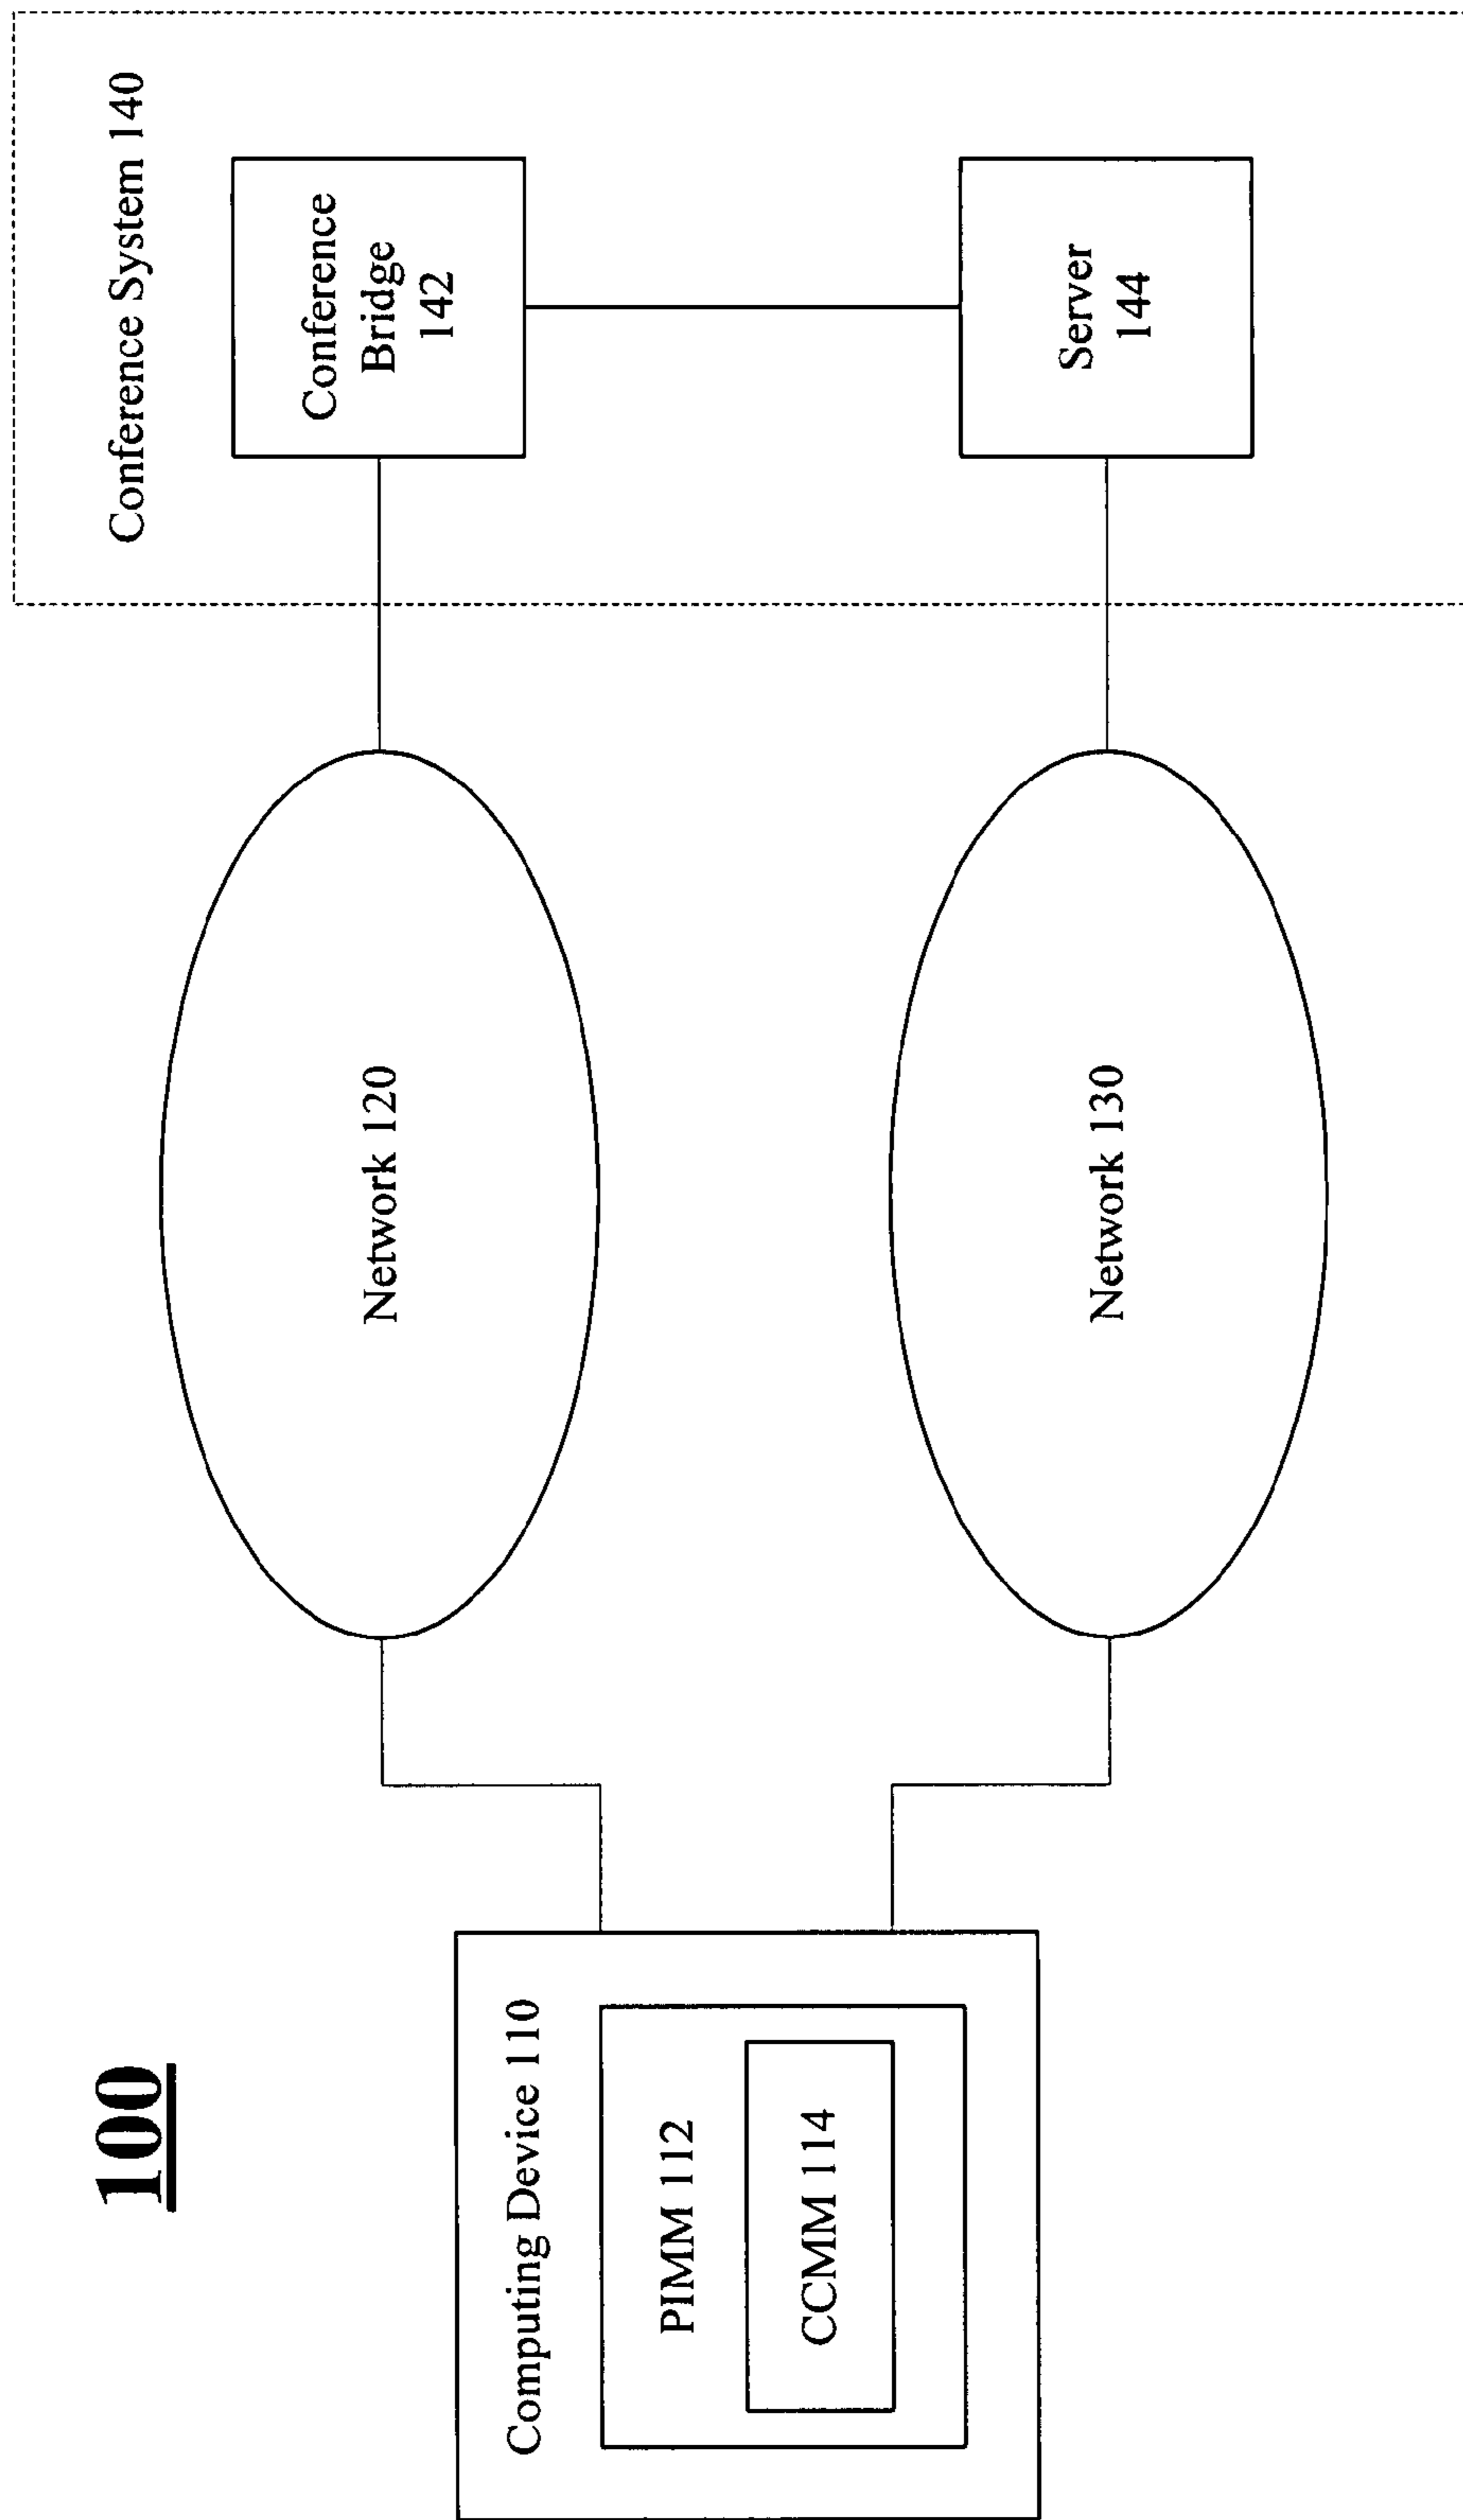 100
Computing Device 110
PIMM 112
CCMM 114
Network 120
Network 130
Conference System 140
Conference
Bridge
142
Server
144